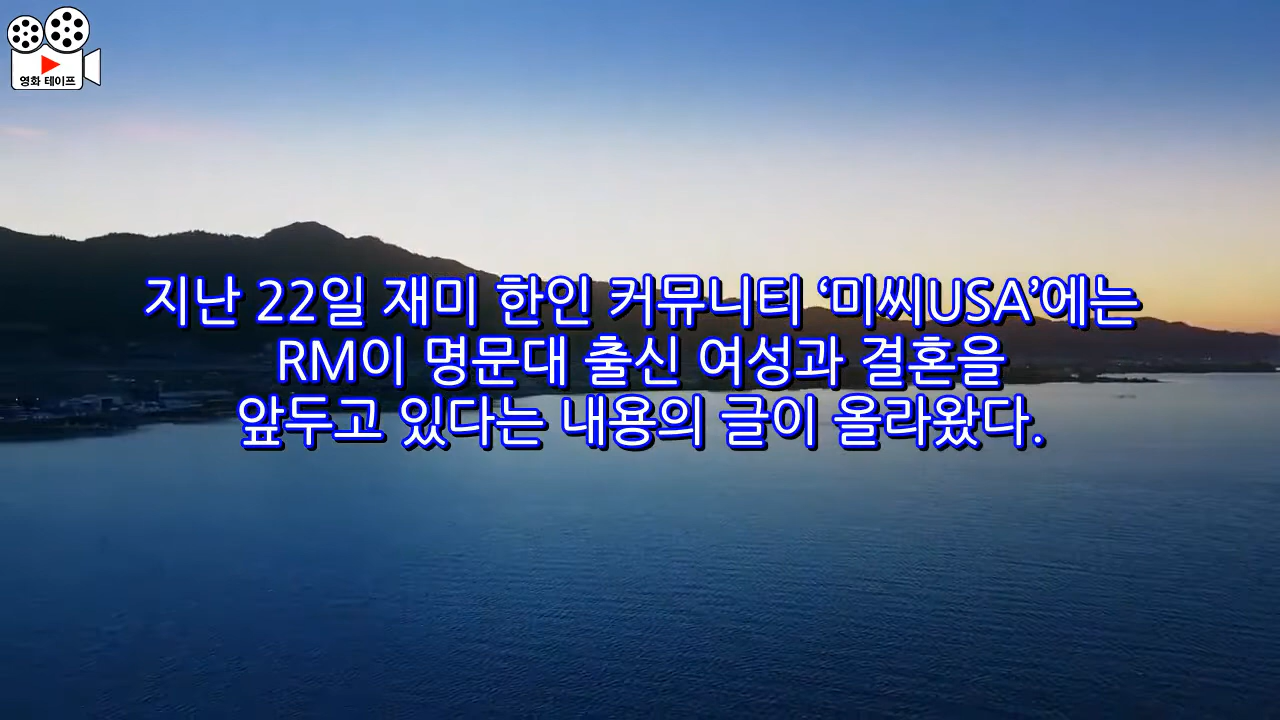 영화 테이프
지난 22일 재미 한인 커뮤니티 ‘미씨USA’에는
RM이 명문대 출신 여성과 결혼을
앞두고 있다는 내용의 글이 올라왔다.